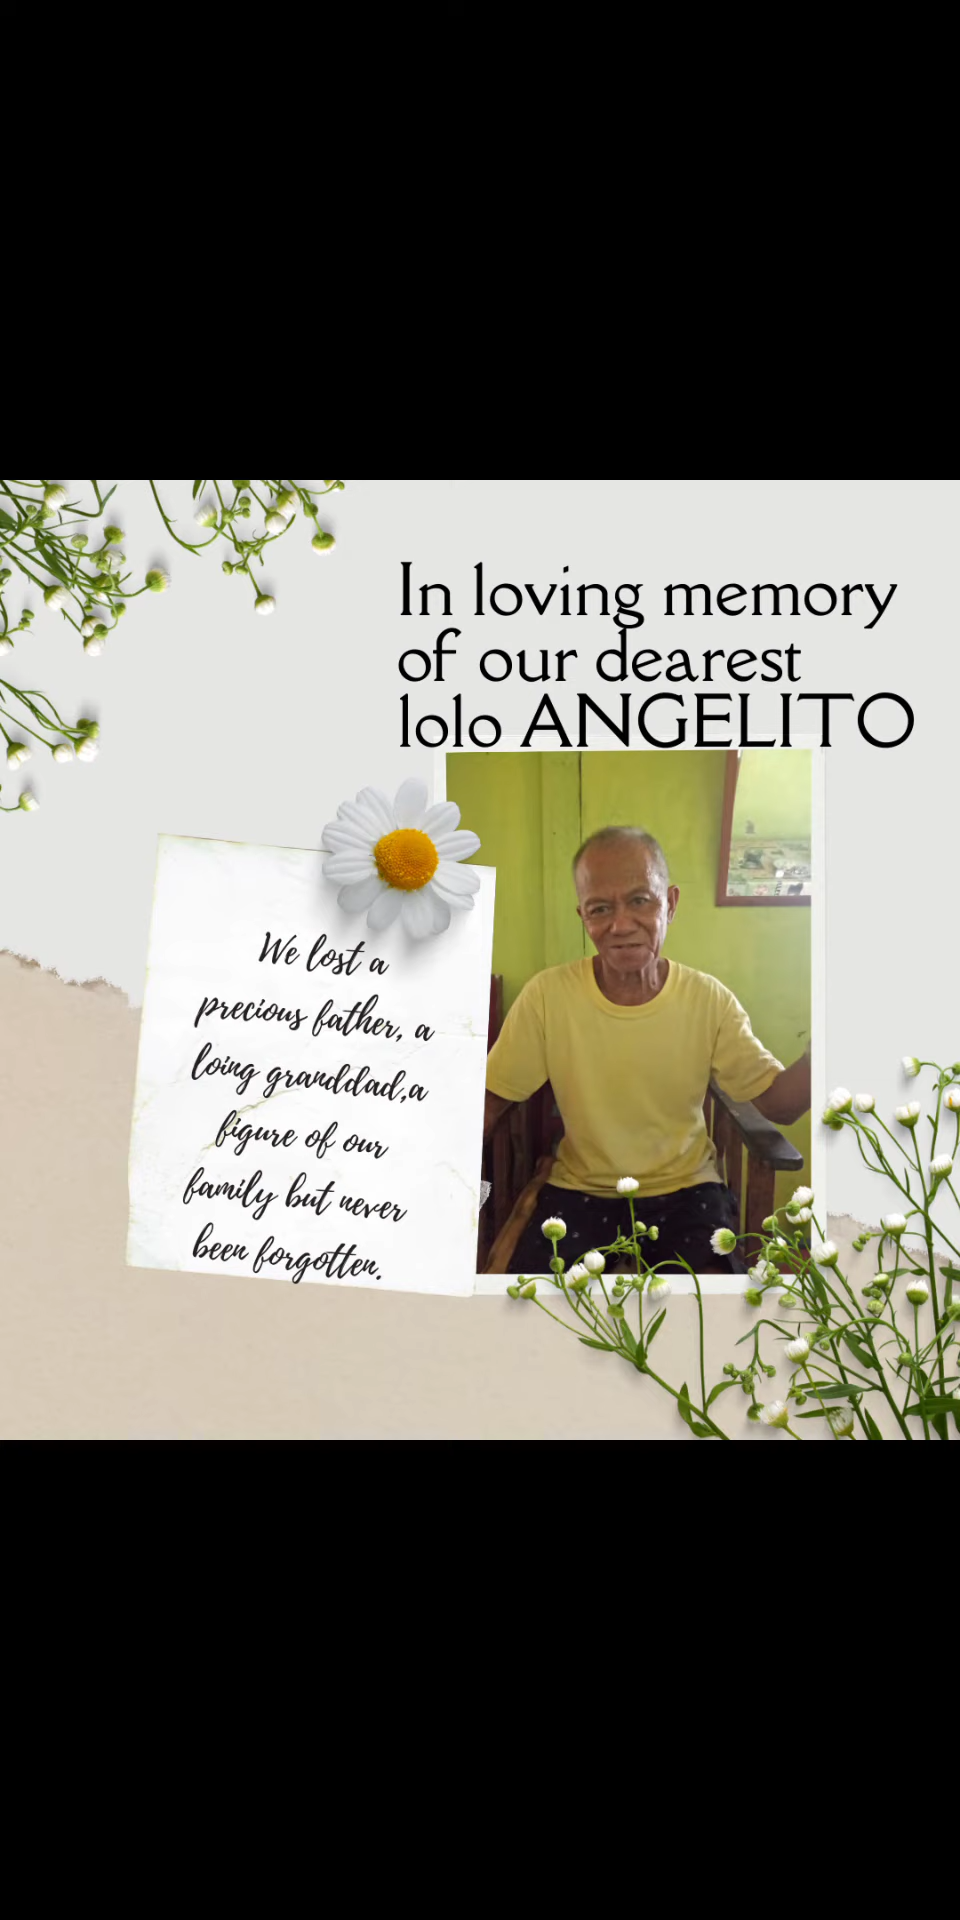 In loving memory
of our dearest
lolo ANGELITO
We lost a
precious father, a
loing granddad,a
figure of our
family but never
been forgotten.